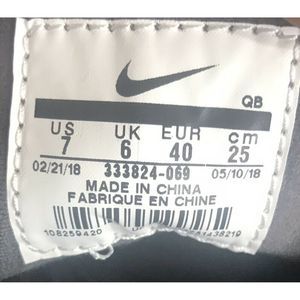 QB
US UK EUR cm
7 6 40 25
02/21/18 333824-069 05/10/18
MADE IN CHINA
FABRIQUE EN CHINE